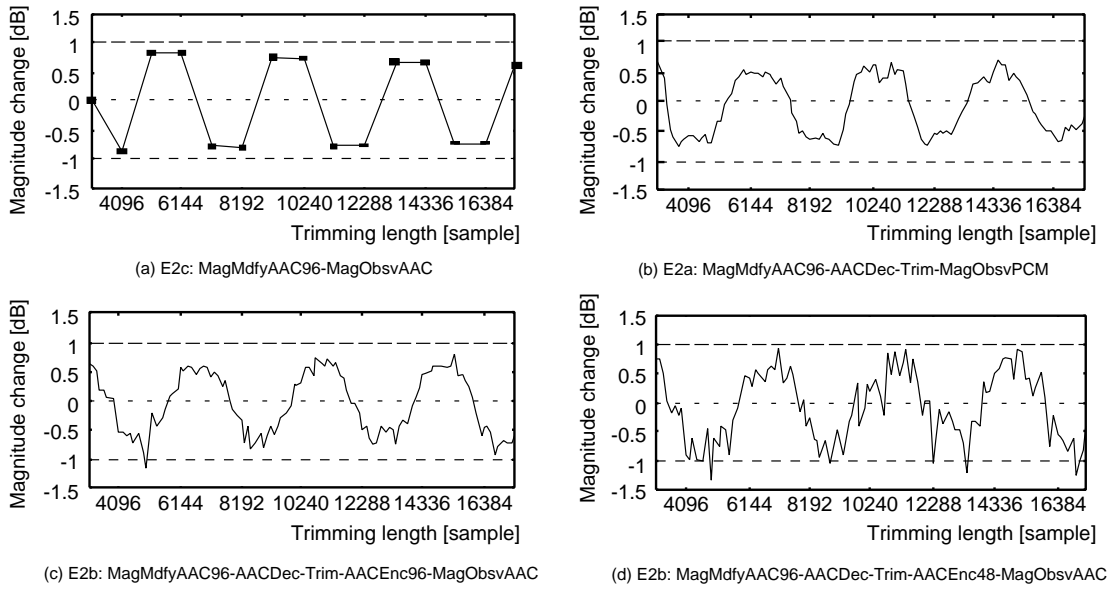 Magnitude change [dB]
1.5
1
0.5
0
-0.5
-1
-1.5
4096 6144 8192 10240 12288 14336 16384
Trimming length [sample]
(a) E2c: MagMdfyAAC96-MagObsvAAC
Magnitude change [dB]
1.5
1
0.5
0
-0.5
-1
-1.5
4096 6144 8192 10240 12288 14336 16384
Trimming length [sample]
(b) E2a: MagMdfyAAC96-AACDec-Trim-MagObsvPCM
Magnitude change [dB]
1.5
1
0.5
0
-0.5
-1
-1.5
4096 6144 8192 10240 12288 14336 16384
Trimming length [sample]
(c) E2b: MagMdfyAAC96-AACDec-Trim-AACEnc96-MagObsvAAC
Magnitude change [dB]
1.5
1
0.5
0
-0.5
-1
-1.5
4096 6144 8192 10240 12288 14336 16384
Trimming length [sample]
(d) E2b: MagMdfyAAC96-AACDec-Trim-AACEnc48-MagObsvAAC